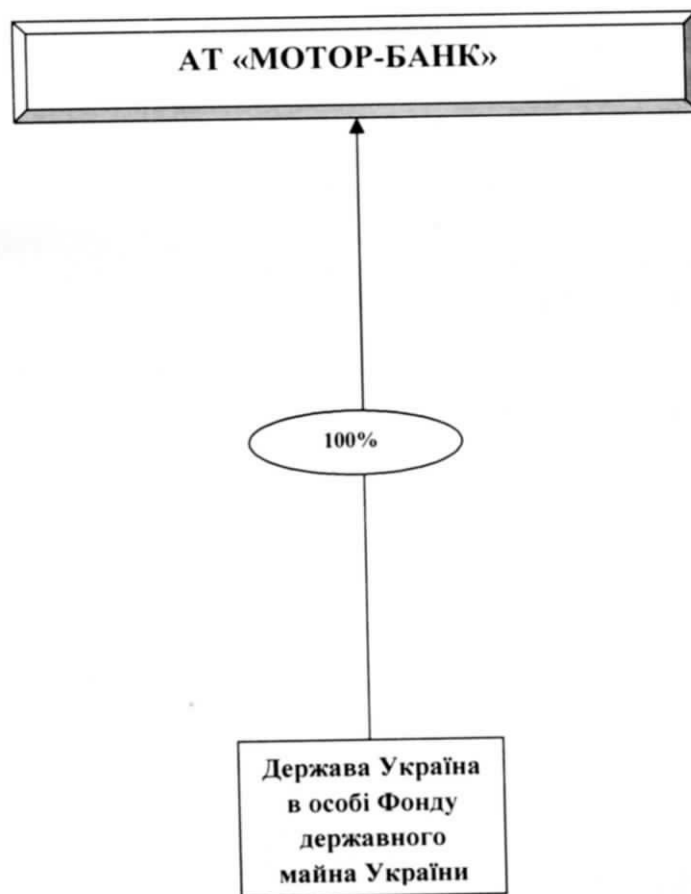 АТ «МОТОР-БАНК»
100%
Держава Україна
в особі Фонду
державного
майна України